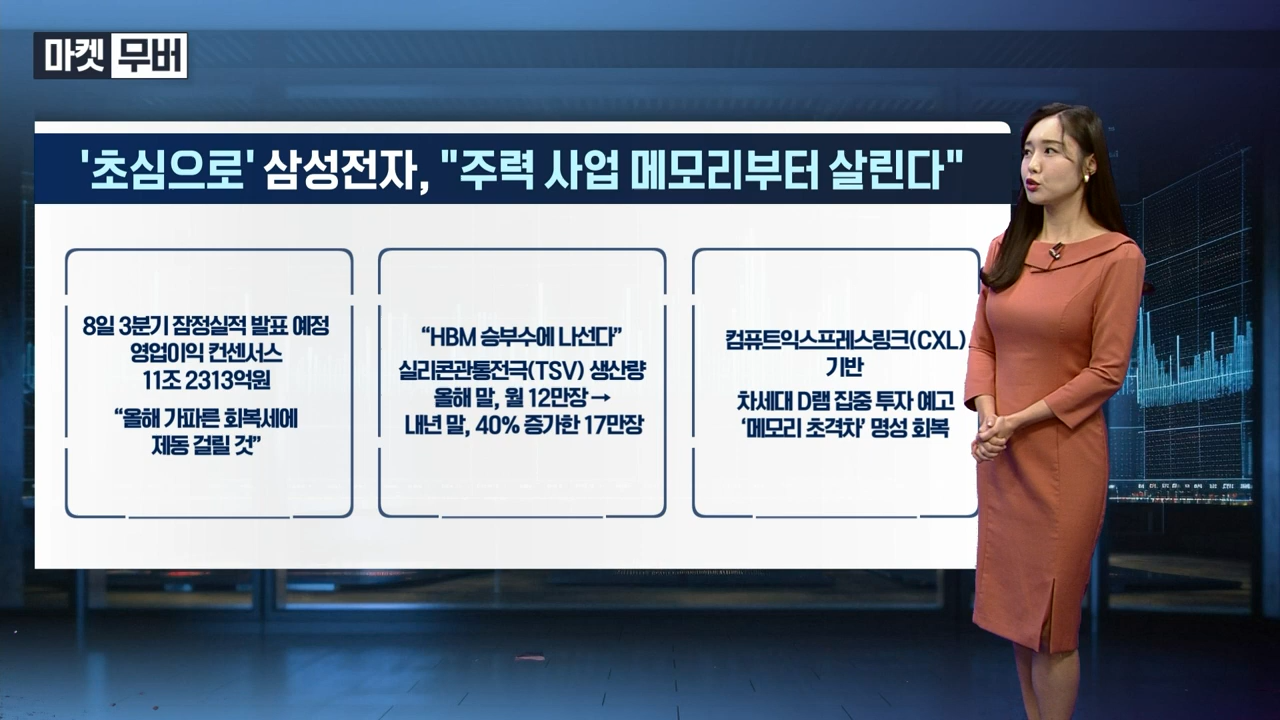 마켓 무버
'초심으로' 삼성전자, "주력 사업 메모리부터 살린다"
8일 3분기 잠정실적 발표 예정
영업이익 컨센서스
11조 2313억원
“올해 가파른 회복세에
제동 걸릴 것”
“HBM 승부수에 나선다”
실리콘관통전극(TSV) 생산량
올해 말, 월 12만장 →
내년 말, 40% 증가한 17만장
컴퓨트익스프레스링크(CXL)
기반
차세대 D램 집중 투자 예고
‘메모리 초격차’ 명성 회복